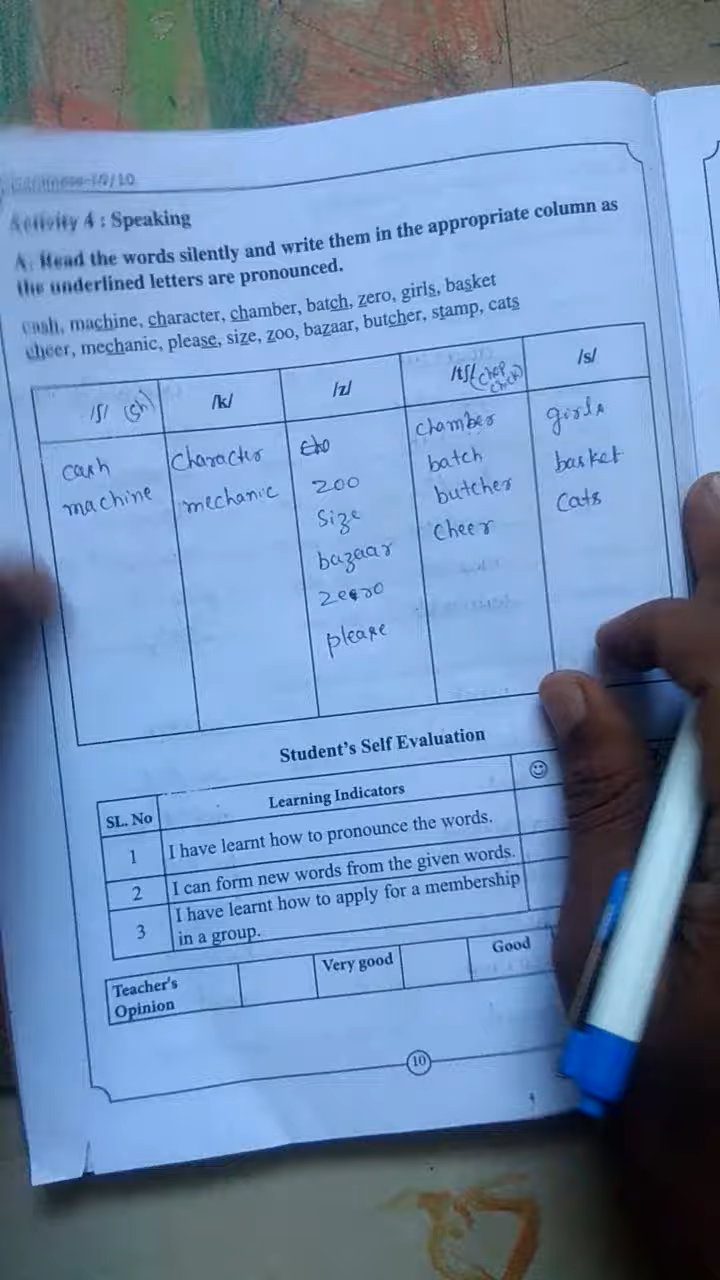 Activity 4 : Speaking
A. Read the words silently and write them in the appropriate column as
the underlined letters are pronounced.
cash, machine, character, chamber, batch, zero, girls, basket
cheer, mechanic, please, size, zoo, bazaar, butcher, stamp, cats
/ʃ/ (sh) /k/ /z/ /tʃ/ (chop /s/
cash character chamber girls
machine mechanic zoo batch basket
size butcher cats
bazaar cheer
zero
please
Student's Self Evaluation
SL. No Learning Indicators ☺
1 I have learnt how to pronounce the words.
2 I can form new words from the given words.
3 I have learnt how to apply for a membership
in a group.
Teacher's Very good Good
Opinion
10